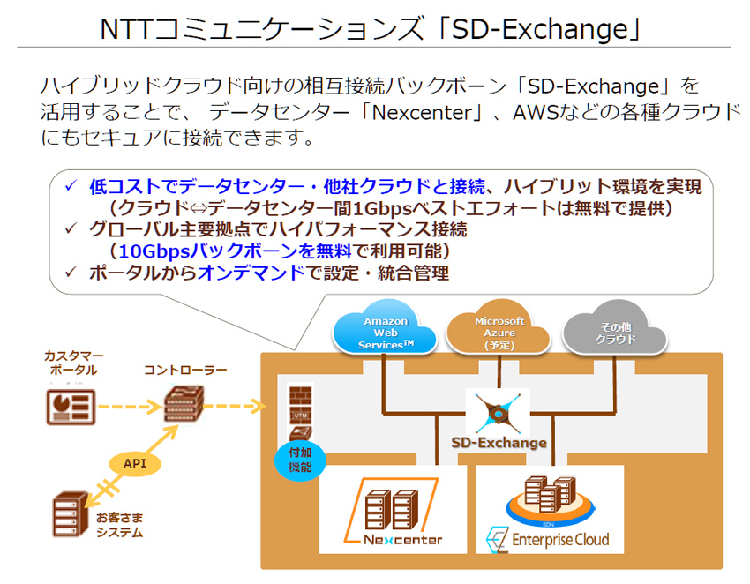 NTTコミュニケーションズ「SD-Exchange」
ハイブリッドクラウド向けの相互接続バックボーン「SD-Exchange」を
活用することで、データセンター「Nexcenter」、AWSなどの各種クラウド
にもセキュアに接続できます。
✓ 低コストでデータセンター・他社クラウドと接続、ハイブリット環境を実現
（クラウド⇔データセンター間1Gbpsベストエフォートは無料で提供）
✓ グローバル主要拠点でハイパフォーマンス接続
（10Gbpsバックボーンを無料で利用可能）
✓ ポータルからオンデマンドで設定・統合管理
Amazon
Web
Services™
Microsoft
Azure
(予定)
その他
クラウド
カスタマー
ポータル
コントローラー
VTM
付加
機能
SD-Exchange
API
お客さま
システム
Nexcenter
SDN
Enterprise Cloud